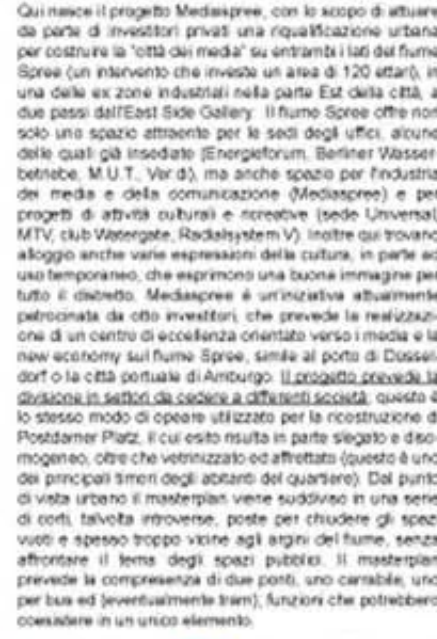 Qui nasce il progetto Mediaspree, con lo scopo di attuare
da parte di investitori privati una riqualificazione urbana
per costruire la "città dei media" su entrambi i lati del fiume
Spree (un intervento che investe un area di 120 ettari), in
una delle ex zone industriali nella parte Est della città, a
due passi dall'East Side Gallery. Il fiume Spree offre non
solo uno spazio attraente per le sedi degli uffici, alcune
delle quali già insediate (Energieforum, Berliner Wasser-
betriebe, M.U.T., Ver.di), ma anche spazio per l'industria
dei media e della comunicazione (Mediaspree) e per
progetti di attività culturali e ricreative (sede Universal,
MTV, club Watergate, Radialsystem V). Inoltre qui trovano
alloggio anche varie espressioni della cultura, in parte ad
uso temporaneo, che esprimono una buona immagine per
tutto il distretto. Mediaspree è un'iniziativa attualmente
patrocinata da otto investitori, che prevede la realizzazi-
one di un centro di eccellenza orientato verso i media e la
new economy sul fiume Spree, simile al porto di Dussel-
dorf o la città portuale di Amburgo. Il progetto prevede la
divisione in settori da cedere a differenti società; questo è
lo stesso modo di opeare utilizzato per la ricostruzione di
Postdamer Platz, il cui esito risulta in parte slegato e diso-
mogeneo, oltre che vetrinizzato ed affrettato (questo è uno
dei principali timori degli abitanti del quartiere). Dal punto
di vista urbano il masterplan viene suddiviso in una serie
di corti, talvolta introverse, poste per chiudere gli spazi
vuoti e spesso troppo vicine agli argini del fiume, senza
affrontare il tema degli spazi pubblici. Il masterplan
prevede la compresenza di due ponti, uno carrabile, uno
per bus ed (eventualmente tram), funzioni che potrebbero
coesistere in un unico elemento.